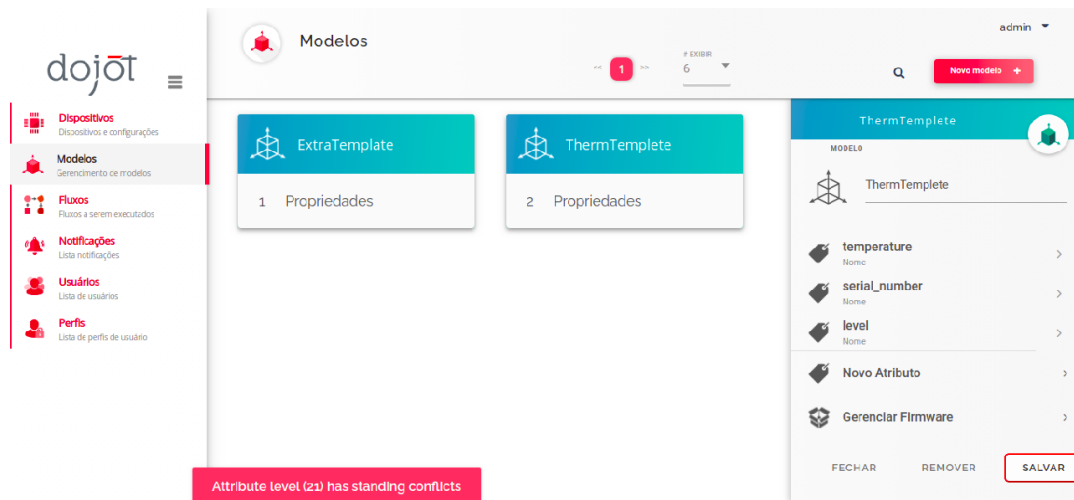 dojót
Dispositivos
Dispositivos e configurações
Modelos
Gerencimento de modelos
Fluxos
Fluxos a serem executados
Notificações
Lista notificações
Usuários
Lista de usuários
Perfis
Lista de perfis de usuário
Modelos
admin
<< 1 >>
# EXIBIR
6
Novo modelo +
ExtraTemplate
1 Propriedades
ThermTemplete
2 Propriedades
ThermTemplete
MODELO
ThermTemplete
temperature
Nome
serial_number
Nome
level
Nome
Novo Atributo
Gerenciar Firmware
FECHAR REMOVER SALVAR
Attribute level (21) has standing conflicts